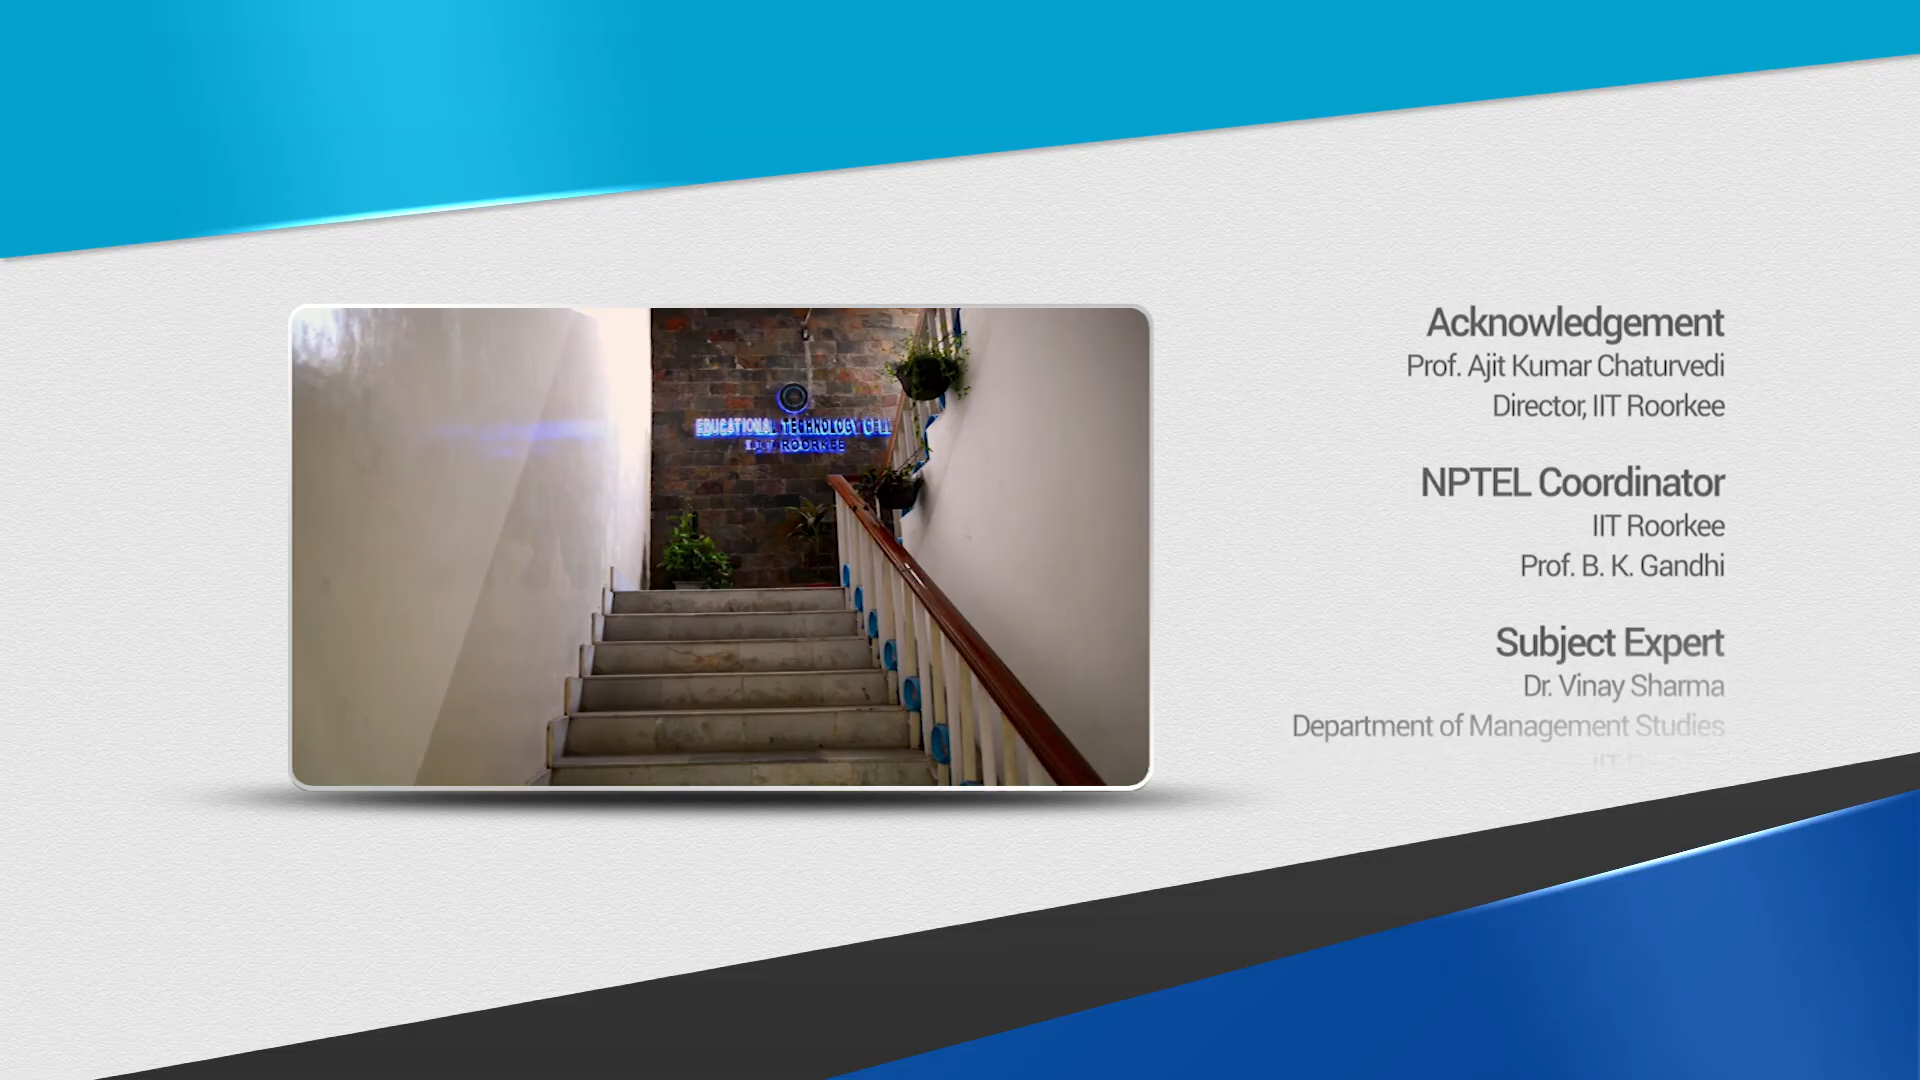 EDUCATIONAL TECHNOLOGY CELL
I.I.T ROORKEE
Acknowledgement
Prof. Ajit Kumar Chaturvedi
Director, IIT Roorkee
NPTEL Coordinator
IIT Roorkee
Prof. B. K. Gandhi
Subject Expert
Dr. Vinay Sharma
Department of Management Studies